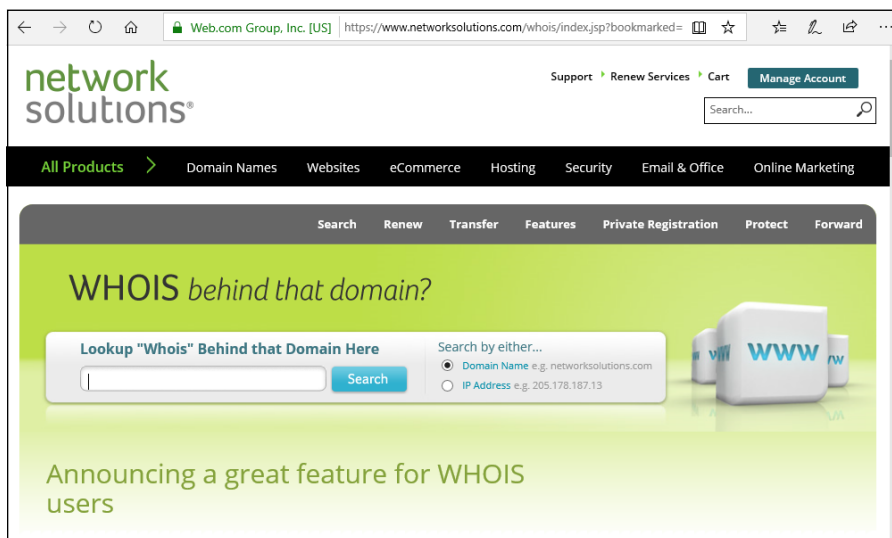 Web.com Group, Inc. [US] https://www.networksolutions.com/whois/index.jsp?bookmarked=
network
solutions®
Support Renew Services Cart Manage Account
Search...
All Products Domain Names Websites eCommerce Hosting Security Email & Office Online Marketing
Search Renew Transfer Features Private Registration Protect Forward
WHOIS behind that domain?
Lookup "Whois" Behind that Domain Here
Search
Search by either...
Domain Name e.g. networksolutions.com
IP Address e.g. 205.178.187.13
www
Announcing a great feature for WHOIS
users